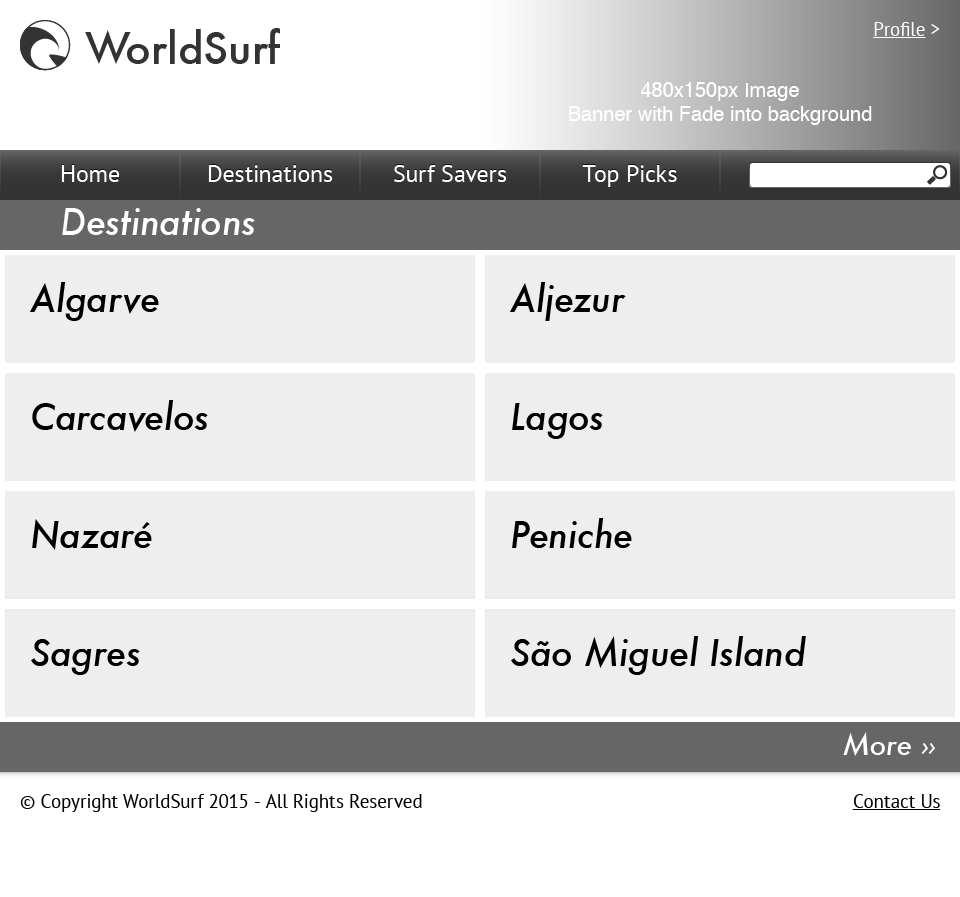 WorldSurf
Profile >
480x150px Image
Banner with Fade into background
Home
Destinations
Surf Savers
Top Picks
Destinations
Algarve
Aljezur
Carcavelos
Lagos
Nazaré
Peniche
Sagres
São Miguel Island
More »
© Copyright WorldSurf 2015 - All Rights Reserved
Contact Us